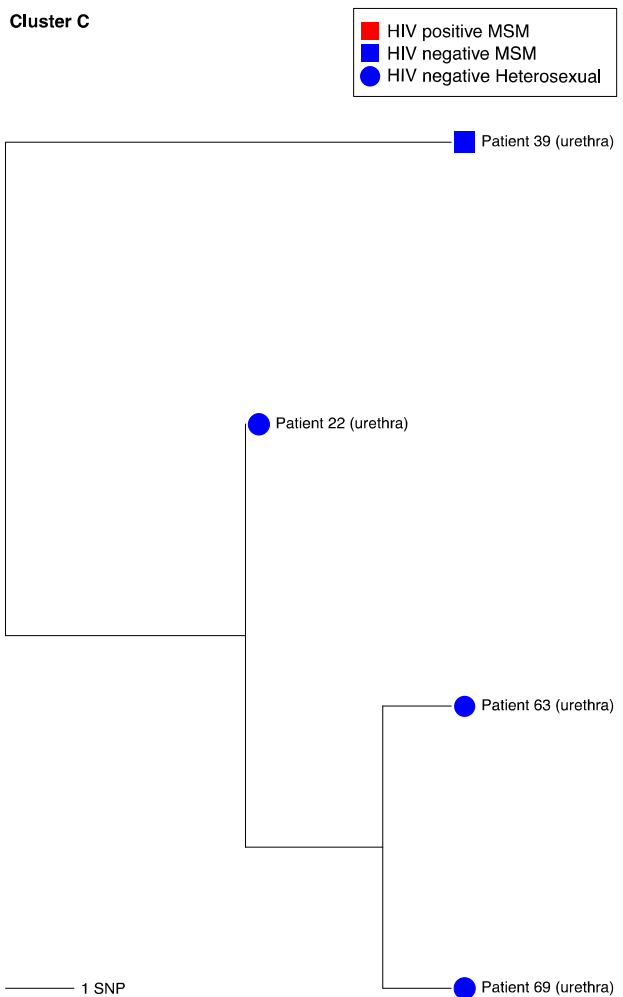 Cluster C
HIV positive MSM
HIV negative MSM
HIV negative Heterosexual
Patient 39 (urethra)
Patient 22 (urethra)
Patient 63 (urethra)
Patient 69 (urethra)
1 SNP